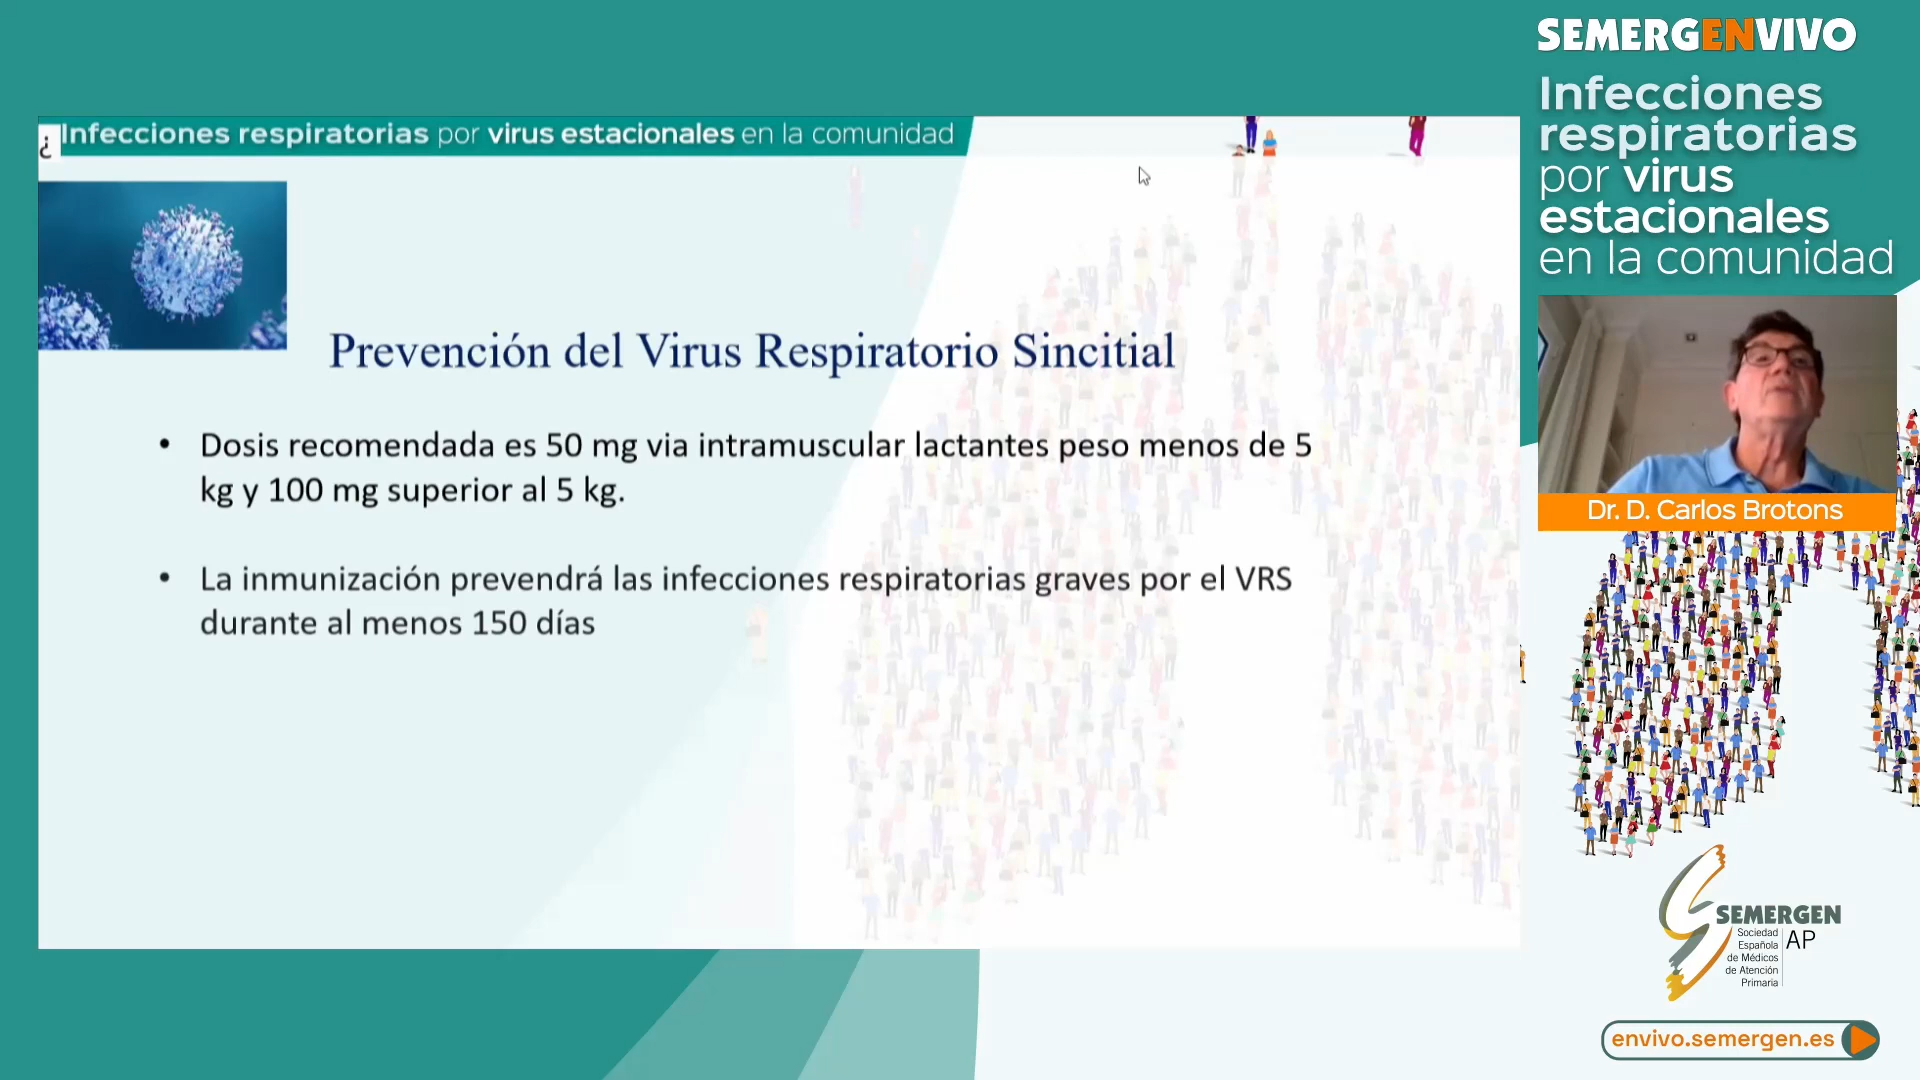 ¿
Infecciones respiratorias por virus estacionales en la comunidad
Prevención del Virus Respiratorio Sincitial
• Dosis recomendada es 50 mg via intramuscular lactantes peso menos de 5
kg y 100 mg superior al 5 kg.
• La inmunización prevendrá las infecciones respiratorias graves por el VRS
durante al menos 150 días
SEMERGENVIVO
Infecciones
respiratorias
por virus
estacionales
en la comunidad
Dr. D. Carlos Brotons
SEMERGEN
Sociedad
Española
de Médicos
de Atención
Primaria
AP
envivo.semergen.es